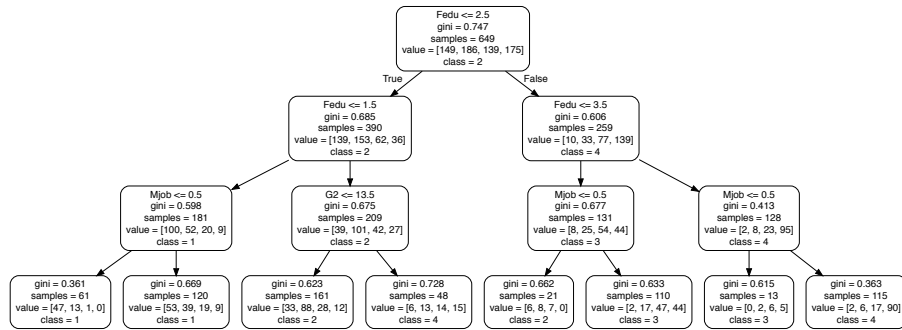 Fedu <= 2.5
gini = 0.747
samples = 649
value = [149, 186, 139, 175]
class = 2
True
False
Fedu <= 1.5
gini = 0.685
samples = 390
value = [139, 153, 62, 36]
class = 2
Fedu <= 3.5
gini = 0.606
samples = 259
value = [10, 33, 77, 139]
class = 4
Mjob <= 0.5
gini = 0.598
samples = 181
value = [100, 52, 20, 9]
class = 1
G2 <= 13.5
gini = 0.675
samples = 209
value = [39, 101, 42, 27]
class = 2
Mjob <= 0.5
gini = 0.677
samples = 131
value = [8, 25, 54, 44]
class = 3
Mjob <= 0.5
gini = 0.413
samples = 128
value = [2, 8, 23, 95]
class = 4
gini = 0.361
samples = 61
value = [47, 13, 1, 0]
class = 1
gini = 0.669
samples = 120
value = [53, 39, 19, 9]
class = 1
gini = 0.623
samples = 161
value = [33, 88, 28, 12]
class = 2
gini = 0.728
samples = 48
value = [6, 13, 14, 15]
class = 4
gini = 0.662
samples = 21
value = [6, 8, 7, 0]
class = 2
gini = 0.633
samples = 110
value = [2, 17, 47, 44]
class = 3
gini = 0.615
samples = 13
value = [0, 2, 6, 5]
class = 3
gini = 0.363
samples = 115
value = [2, 6, 17, 90]
class = 4